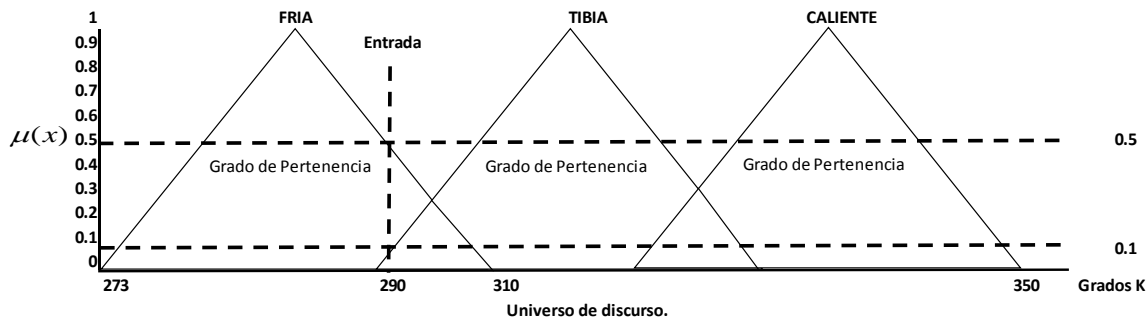 1 FRIA TIBIA CALIENTE
0.9 Entrada
0.8
0.7
0.6
μ(x) 0.5 0.5
0.4 Grado de Pertenencia Grado de Pertenencia Grado de Pertenencia
0.3
0.2
0.1 0.1
0
273 290 310 350 Grados K
Universo de discurso.